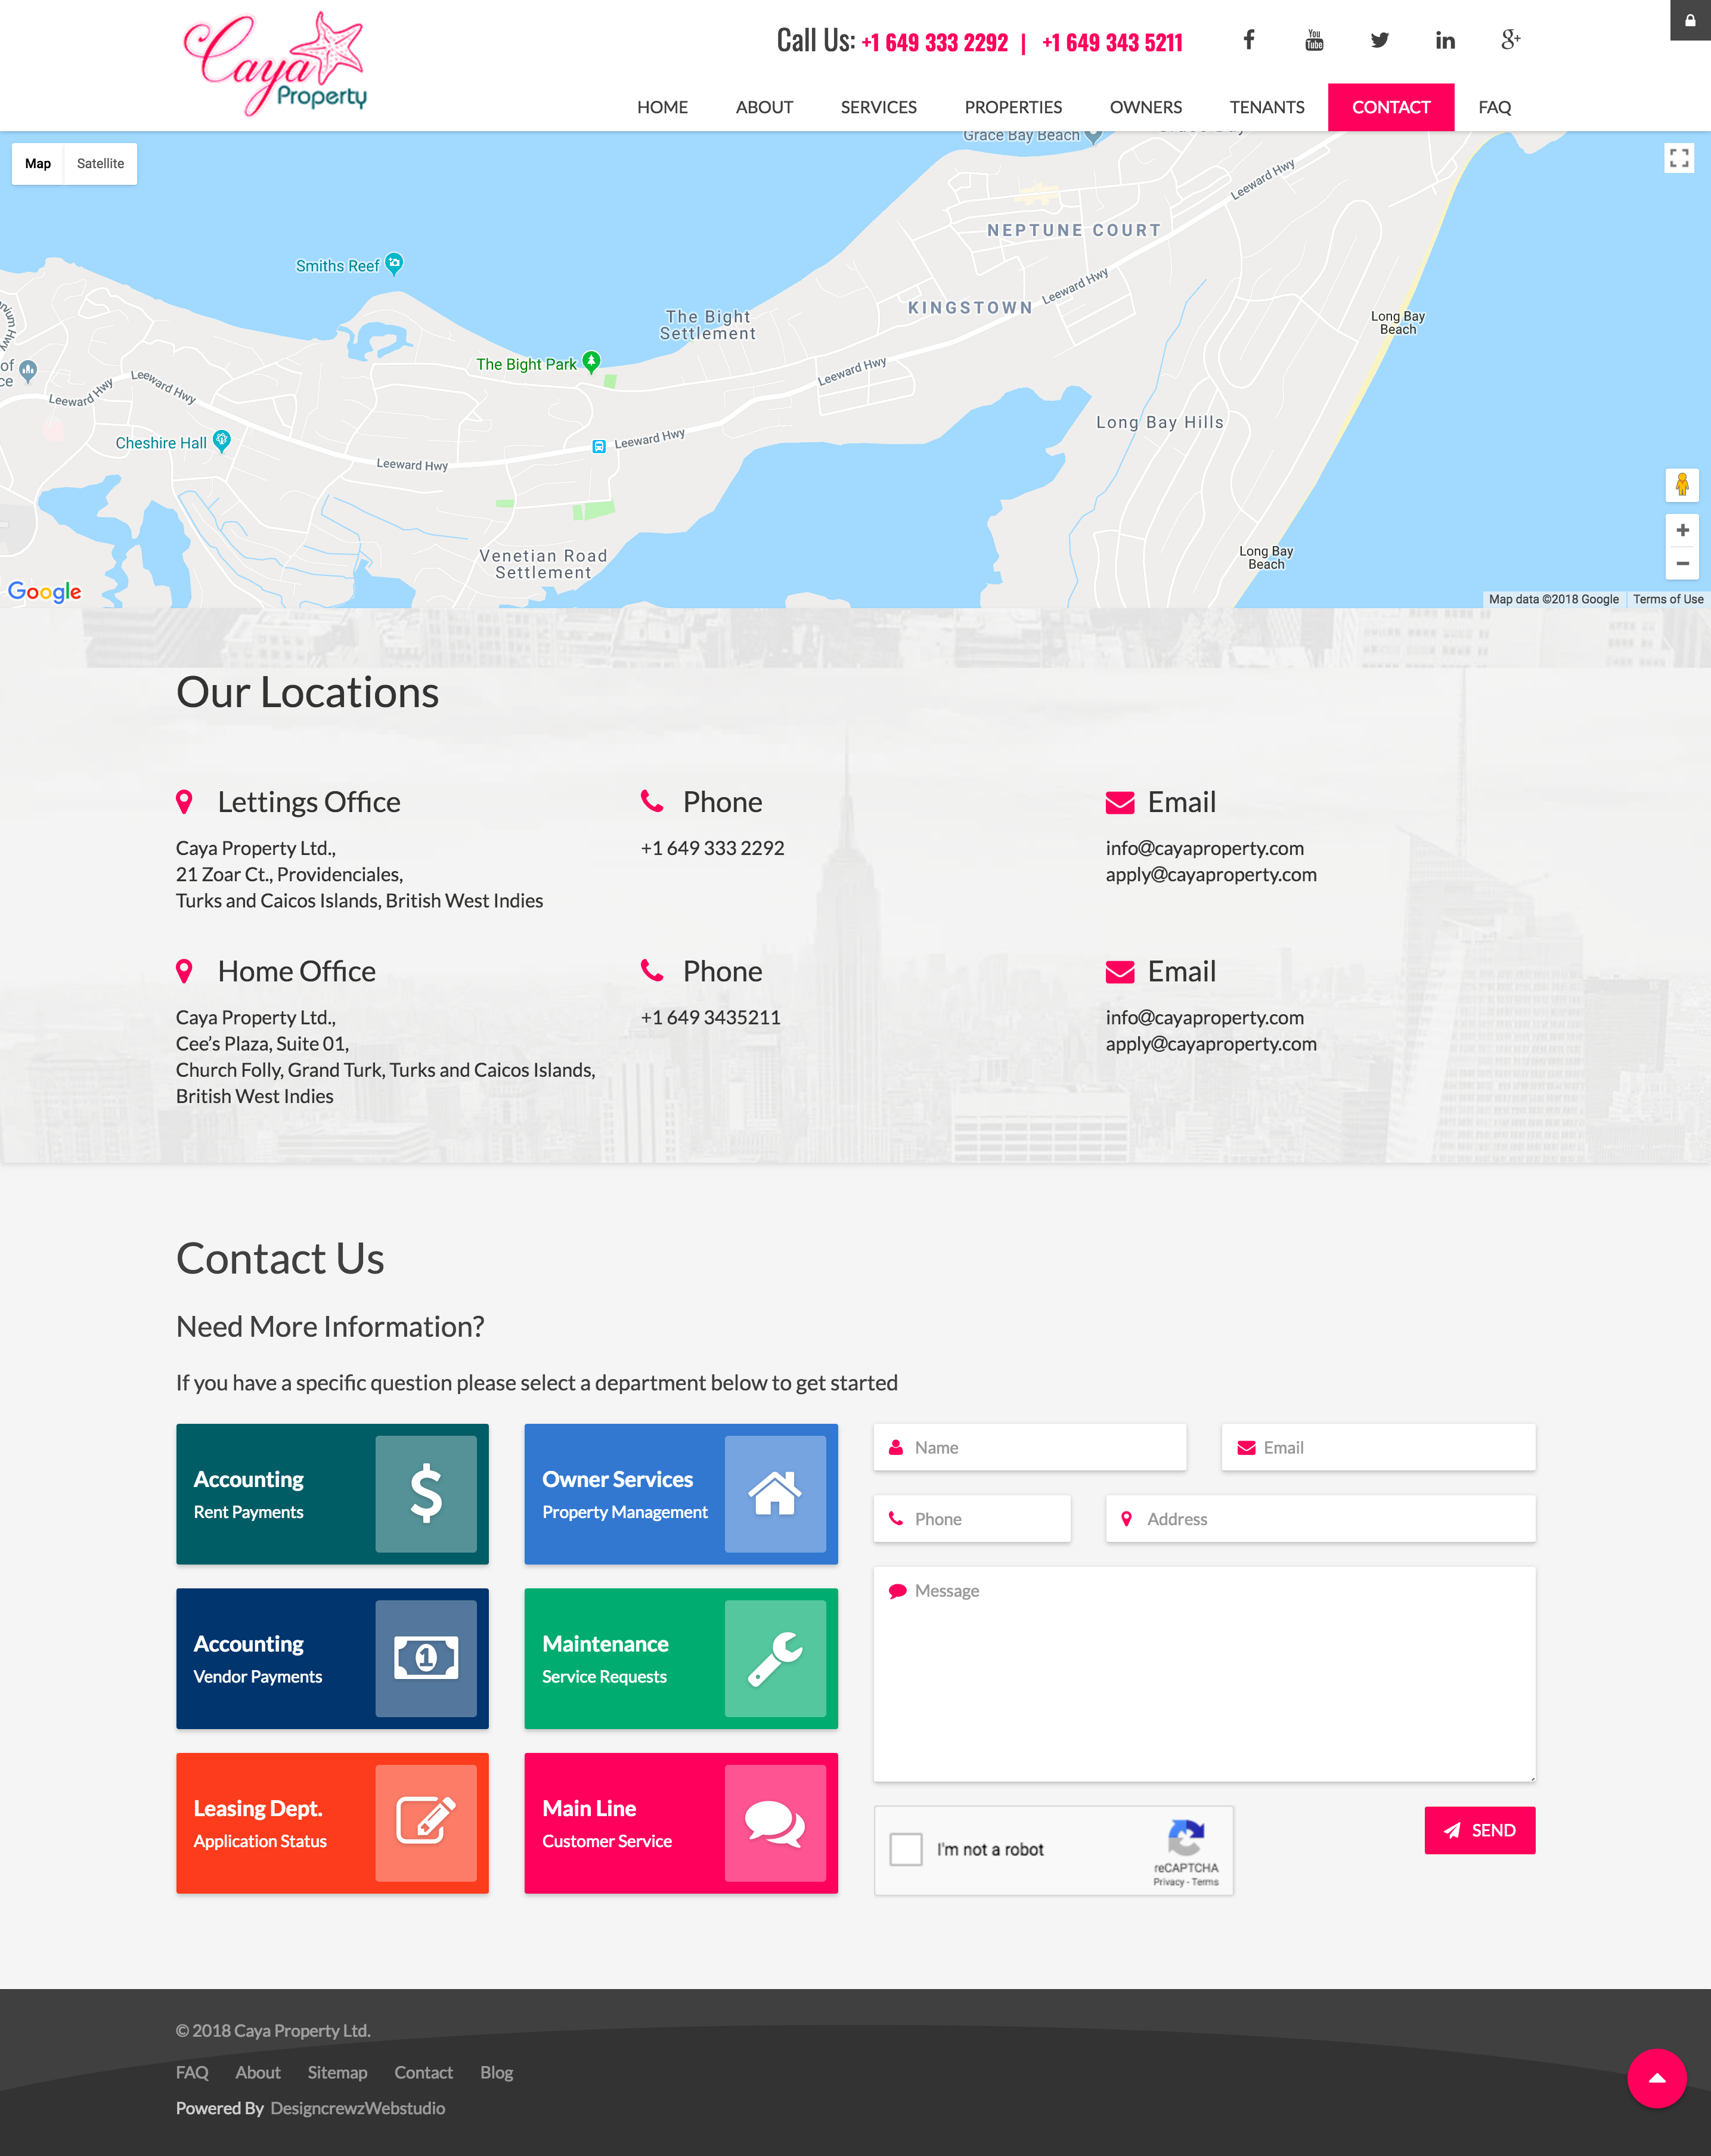 Caya
Property
Call Us: +1 649 333 2292 | +1 649 343 5211
You
Tube
in
g+
HOME ABOUT SERVICES PROPERTIES OWNERS TENANTS CONTACT FAQ
Map Satellite
Grace Bay Beach
Leeward Hwy
NEPTUNE COURT
Smiths Reef
Leeward Hwy
KINGSTOWN
The Bight
Settlement
Long Bay
Beach
The Bight Park
Leeward Hwy
of
Leeward Hwy
Leeward Hwy
Long Bay Hills
Cheshire Hall
Leeward Hwy
Leeward Hwy
Venetian Road
Settlement
Long Bay
Beach
Google
Map data ©2018 Google Terms of Use
Our Locations
Lettings Office
Caya Property Ltd.,
21 Zoar Ct., Providenciales,
Turks and Caicos Islands, British West Indies
Phone
+1 649 333 2292
Email
info@cayaproperty.com
apply@cayaproperty.com
Home Office
Caya Property Ltd.,
Cee’s Plaza, Suite 01,
Church Folly, Grand Turk, Turks and Caicos Islands,
British West Indies
Phone
+1 649 3435211
Email
info@cayaproperty.com
apply@cayaproperty.com
Contact Us
Need More Information?
If you have a specific question please select a department below to get started
Accounting
Rent Payments
$
Owner Services
Property Management
Accounting
Vendor Payments
1
Maintenance
Service Requests
Leasing Dept.
Application Status
Main Line
Customer Service
Name
Email
Phone
Address
Message
I'm not a robot
reCAPTCHA
Privacy - Terms
SEND
© 2018 Caya Property Ltd.
FAQ About Sitemap Contact Blog
Powered By DesigncrewzWebstudio